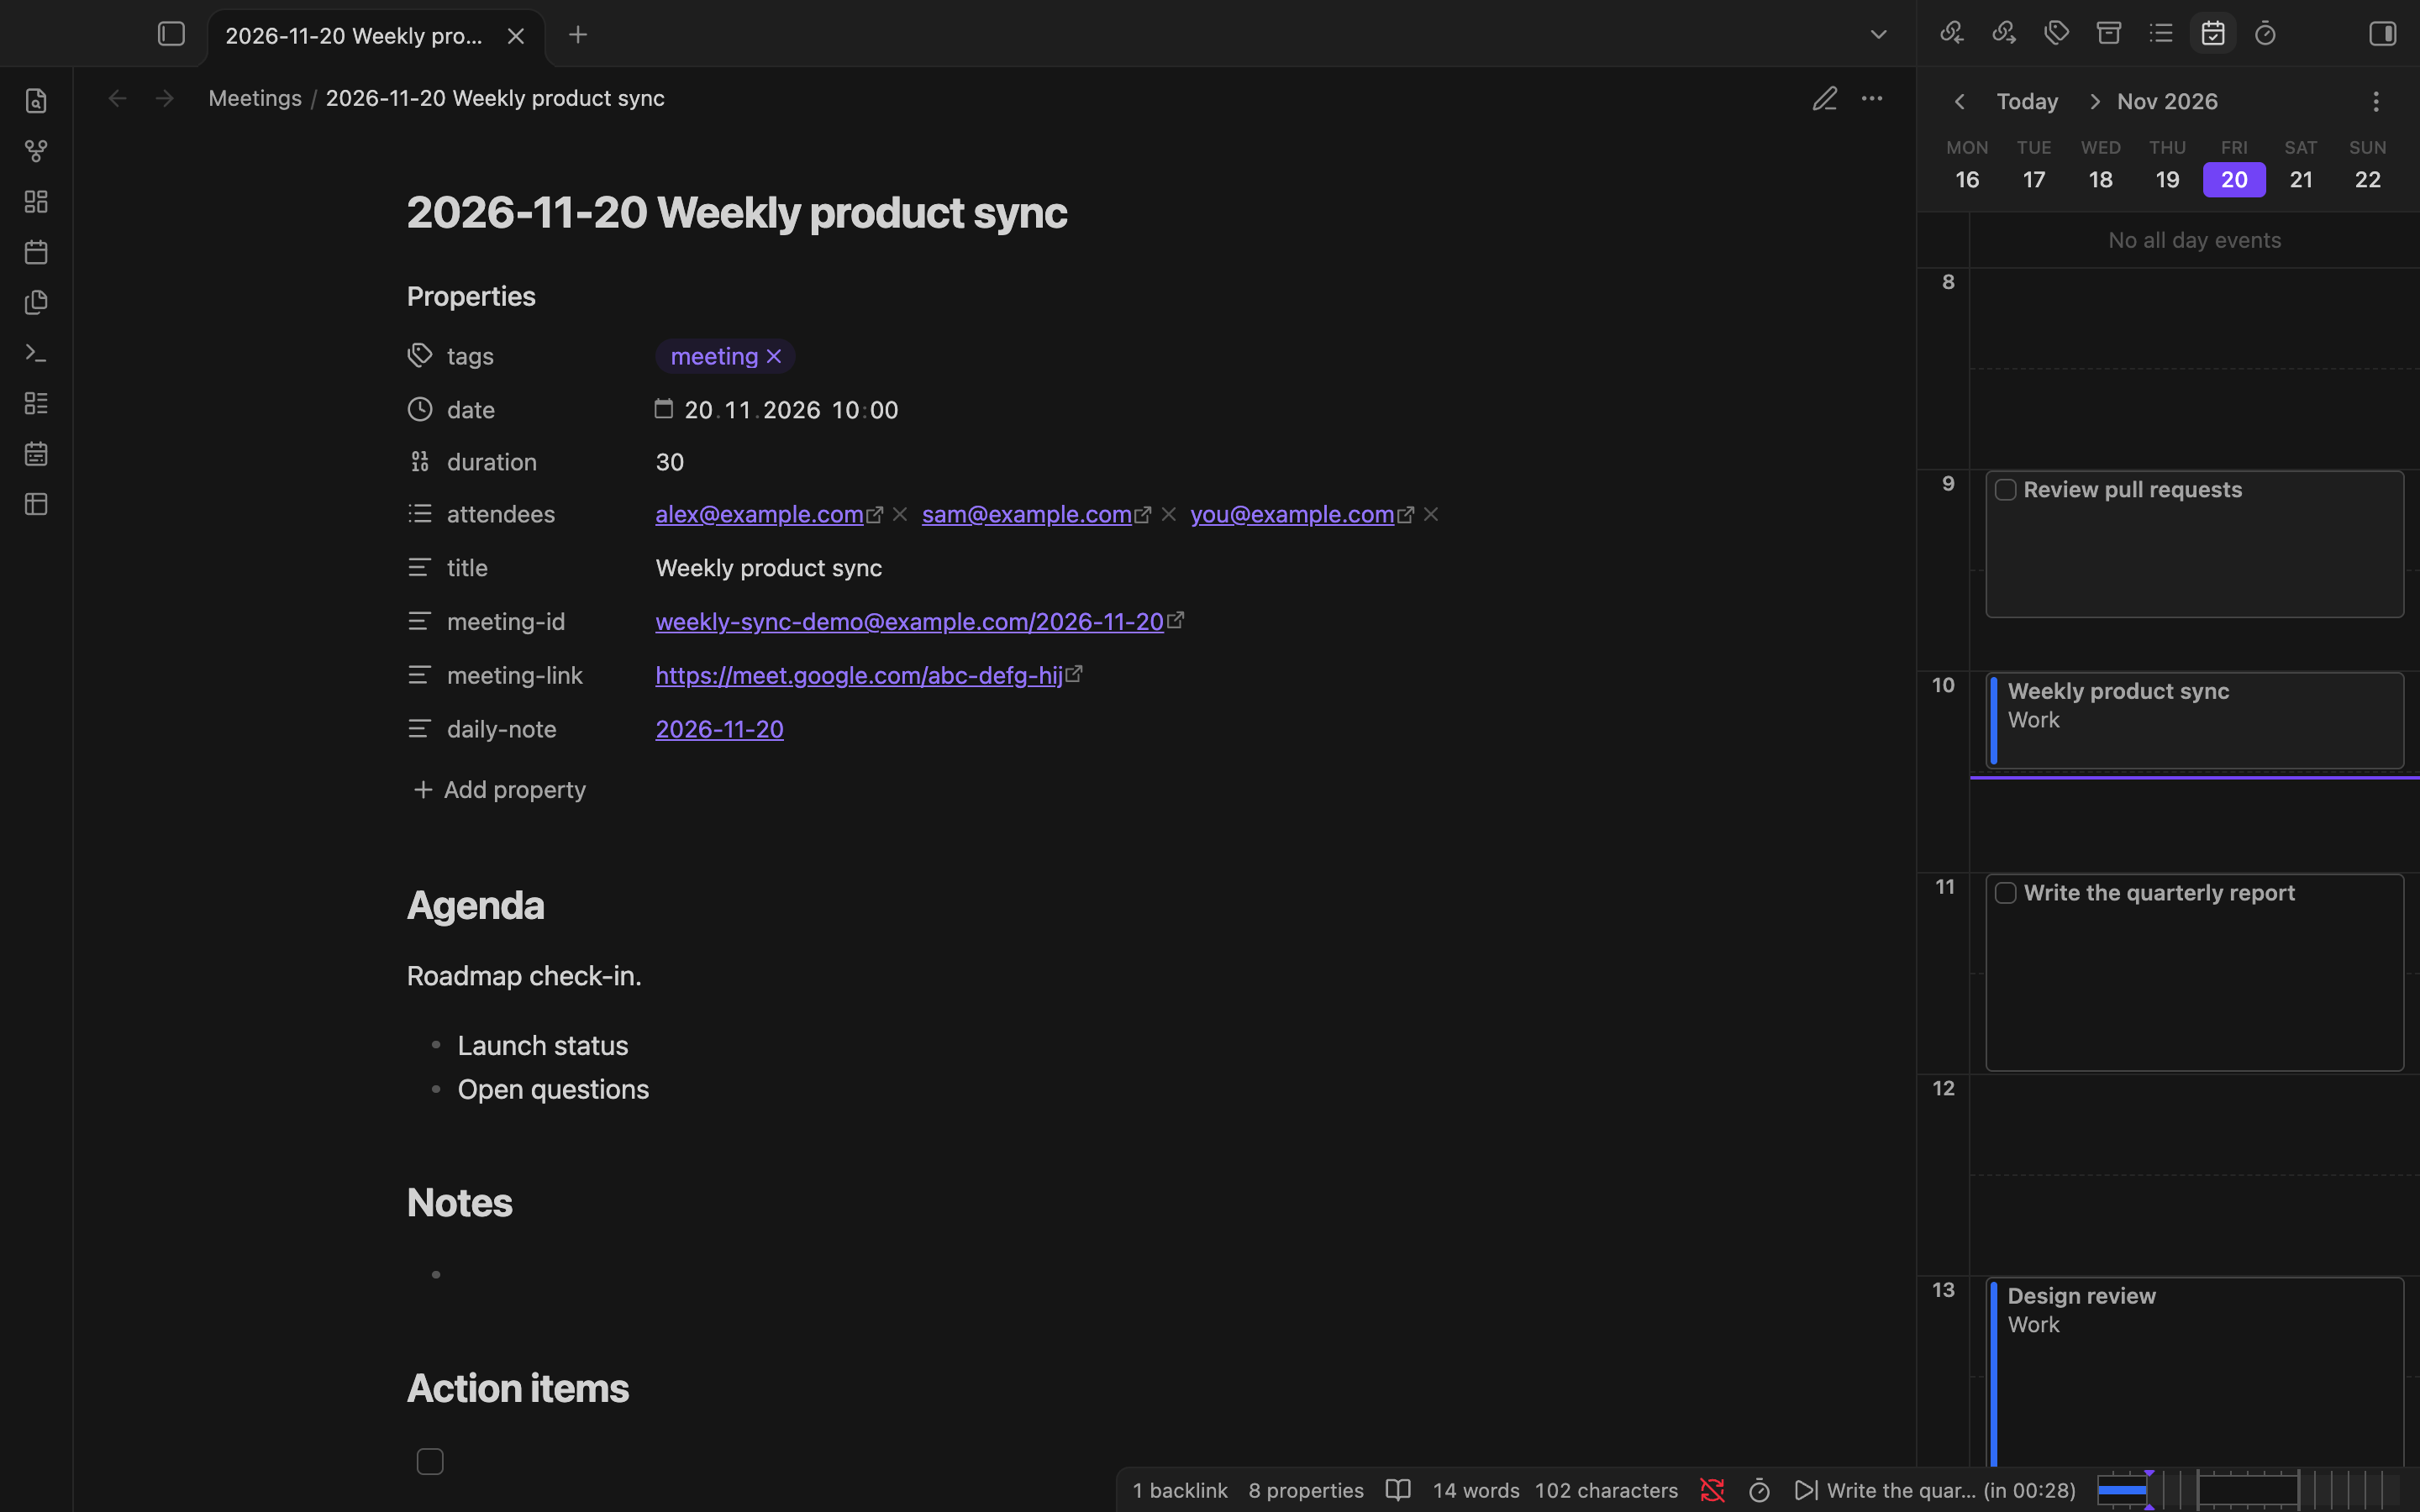 2026-11-20 Weekly pro...
Meetings / 2026-11-20 Weekly product sync
2026-11-20 Weekly product sync
Properties
tags meeting
date 20.11.2026 10:00
duration 30
attendees alex@example.com sam@example.com you@example.com
title Weekly product sync
meeting-id weekly-sync-demo@example.com/2026-11-20
meeting-link https://meet.google.com/abc-defg-hij
daily-note 2026-11-20
Add property
Agenda
Roadmap check-in.
Launch status
Open questions
Notes
Action items
Today Nov 2026
MON TUE WED THU FRI SAT SUN
16 17 18 19 20 21 22
No all day events
8
9 Review pull requests
10 Weekly product sync
Work
11 Write the quarterly report
12
13 Design review
Work
1 backlink 8 properties 14 words 102 characters Write the quar... (in 00:28)